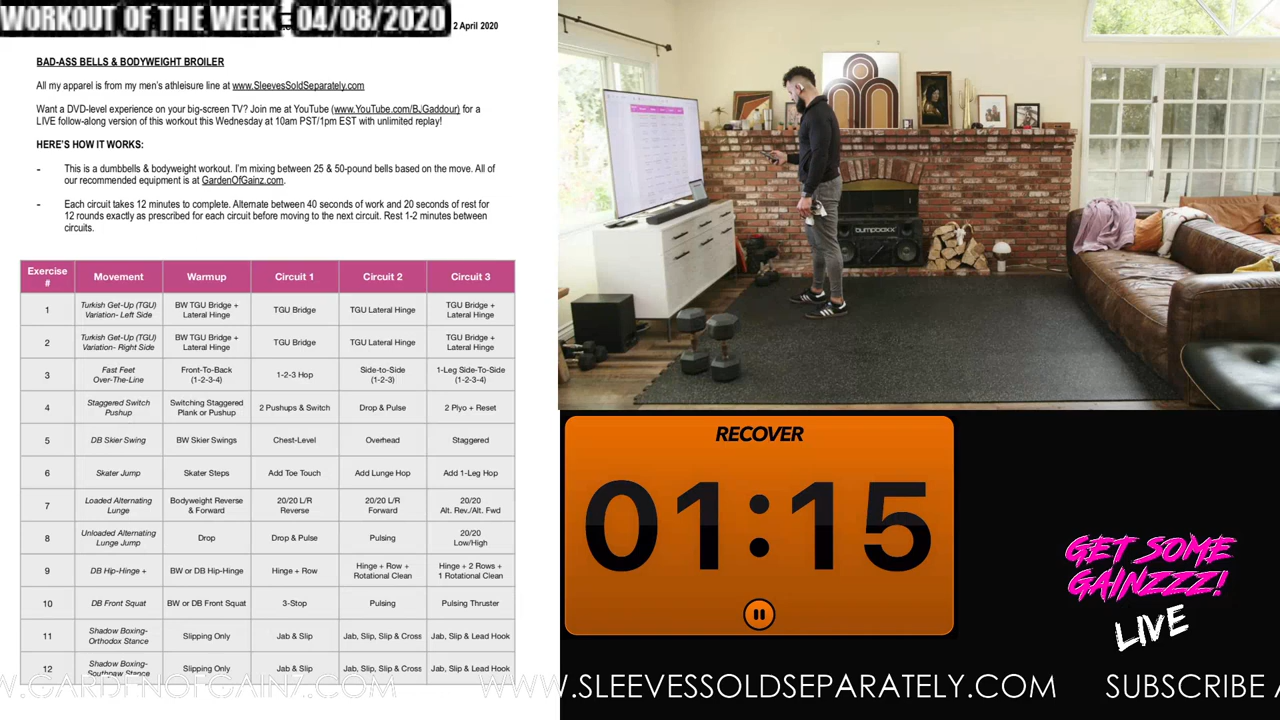 WORKOUT OF THE WEEK - 04/08/2020
2 April 2020
BAD-ASS BELLS & BODYWEIGHT BROILER
All my apparel is from my men's athleisure line at www.SleevesSoldSeparately.com
Want a DVD-level experience on your big-screen TV? Join me at YouTube (www.YouTube.com/BJGaddour) for a
LIVE follow-along version of this workout this Wednesday at 10am PST/1pm EST with unlimited replay!
HERE'S HOW IT WORKS:
- This is a dumbbells & bodyweight workout. I'm mixing between 25 & 50-pound bells based on the move. All of
our recommended equipment is at GardenOfGainz.com.
- Each circuit takes 12 minutes to complete. Alternate between 40 seconds of work and 20 seconds of rest for
12 rounds exactly as prescribed for each circuit before moving to the next circuit. Rest 1-2 minutes between
circuits.
Exercise # Movement Warmup Circuit 1 Circuit 2 Circuit 3
1 Turkish Get-Up (TGU) Variation- Left Side BW TGU Bridge + Lateral Hinge TGU Bridge TGU Lateral Hinge TGU Bridge + Lateral Hinge
2 Turkish Get-Up (TGU) Variation- Right Side BW TGU Bridge + Lateral Hinge TGU Bridge TGU Lateral Hinge TGU Bridge + Lateral Hinge
3 Fast Feet Over-The-Line Front-To-Back (1-2-3-4) 1-2-3 Hop Side-to-Side (1-2-3) 1-Leg Side-To-Side (1-2-3-4)
4 Staggered Switch Pushup Switching Staggered Plank or Pushup 2 Pushups & Switch Drop & Pulse 2 Plyo + Reset
5 DB Skier Swing BW Skier Swings Chest-Level Overhead Staggered
6 Skater Jump Skater Steps Add Toe Touch Add Lunge Hop Add 1-Leg Hop
7 Loaded Alternating Lunge Bodyweight Reverse & Forward 20/20 L/R Reverse 20/20 L/R Forward 20/20 Alt. Rev./Alt. Fwd
8 Unloaded Alternating Lunge Jump Drop Drop & Pulse Pulsing 20/20 Low/High
9 DB Hip-Hinge + BW or DB Hip-Hinge Hinge + Row Hinge + Row + Rotational Clean Hinge + 2 Rows + 1 Rotational Clean
10 DB Front Squat BW or DB Front Squat 3-Stop Pulsing Pulsing Thruster
11 Shadow Boxing- Orthodox Stance Slipping Only Jab & Slip Jab, Slip, Slip & Cross Jab, Slip & Lead Hook
12 Shadow Boxing- Southpaw Stance Slipping Only Jab & Slip Jab, Slip, Slip & Cross Jab, Slip & Lead Hook
bumpboxx
RECOVER
01:15
GET SOME
GAINZZZ!
LIVE
W.GARDENOFGAINZ.COM WWW.SLEEVESSOLDSEPARATELY.COM SUBSCRIBE